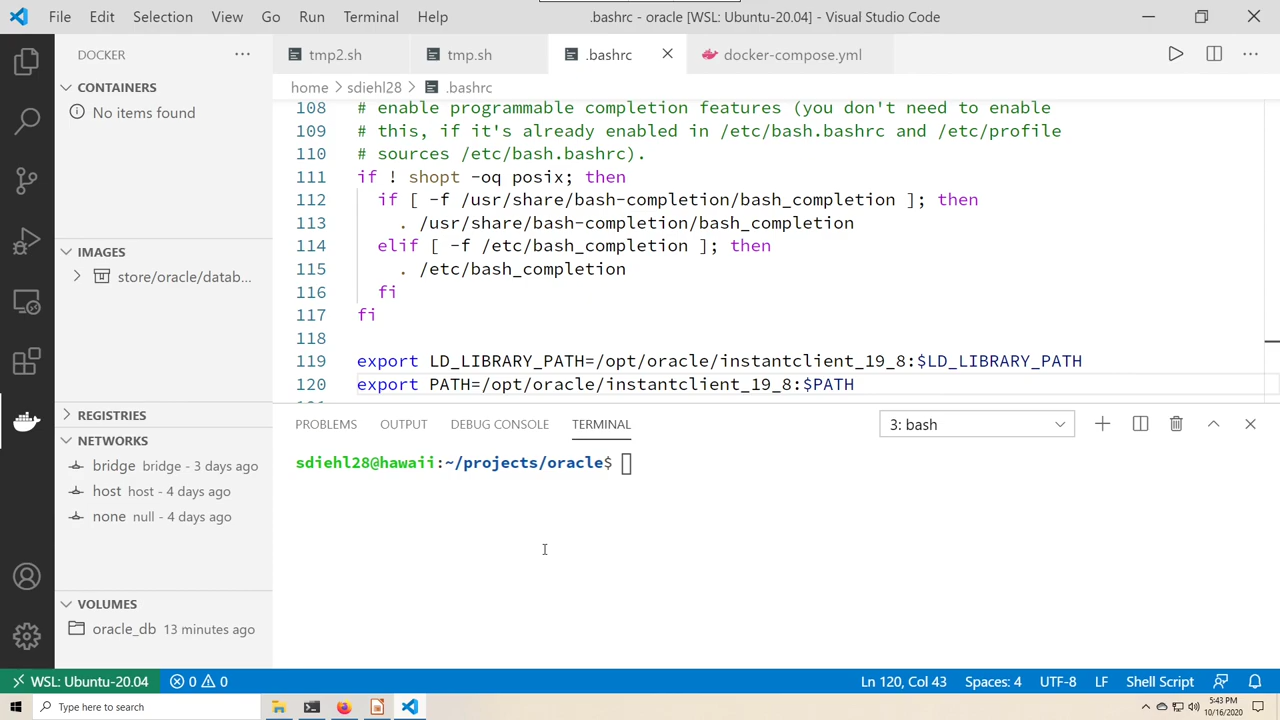 File Edit Selection View Go Run Terminal Help
.bashrc - oracle [WSL: Ubuntu-20.04] - Visual Studio Code
DOCKER
CONTAINERS
No items found
IMAGES
store/oracle/datab...
REGISTRIES
NETWORKS
bridge bridge - 3 days ago
host host - 4 days ago
none null - 4 days ago
VOLUMES
oracle_db 13 minutes ago
tmp2.sh tmp.sh .bashrc docker-compose.yml
home > sdiehl28 > .bashrc
108 # enable programmable completion features (you don't need to enable
109 # this, if it's already enabled in /etc/bash.bashrc and /etc/profile
110 # sources /etc/bash.bashrc).
111 if ! shopt -oq posix; then
112 if [ -f /usr/share/bash-completion/bash_completion ]; then
113 . /usr/share/bash-completion/bash_completion
114 elif [ -f /etc/bash_completion ]; then
115 . /etc/bash_completion
116 fi
117 fi
118
119 export LD_LIBRARY_PATH=/opt/oracle/instantclient_19_8:$LD_LIBRARY_PATH
120 export PATH=/opt/oracle/instantclient_19_8:$PATH
PROBLEMS OUTPUT DEBUG CONSOLE TERMINAL 3: bash
sdiehl28@hawaii:~/projects/oracle$
WSL: Ubuntu-20.04 0 0 Ln 120, Col 43 Spaces: 4 UTF-8 LF Shell Script
Type here to search
5:43 PM
10/16/2020